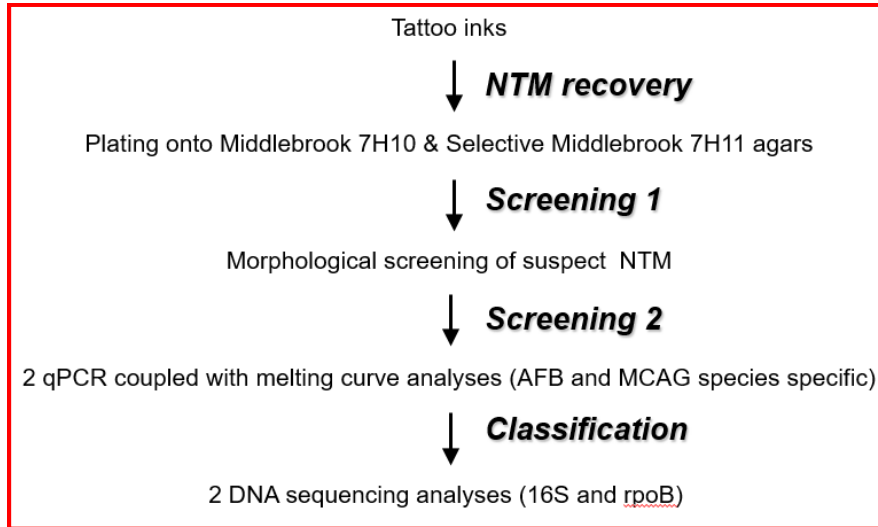 Tattoo inks
NTM recovery
Plating onto Middlebrook 7H10 & Selective Middlebrook 7H11 agars
Screening 1
Morphological screening of suspect NTM
Screening 2
2 qPCR coupled with melting curve analyses (AFB and MCAG species specific)
Classification
2 DNA sequencing analyses (16S and rpoB)